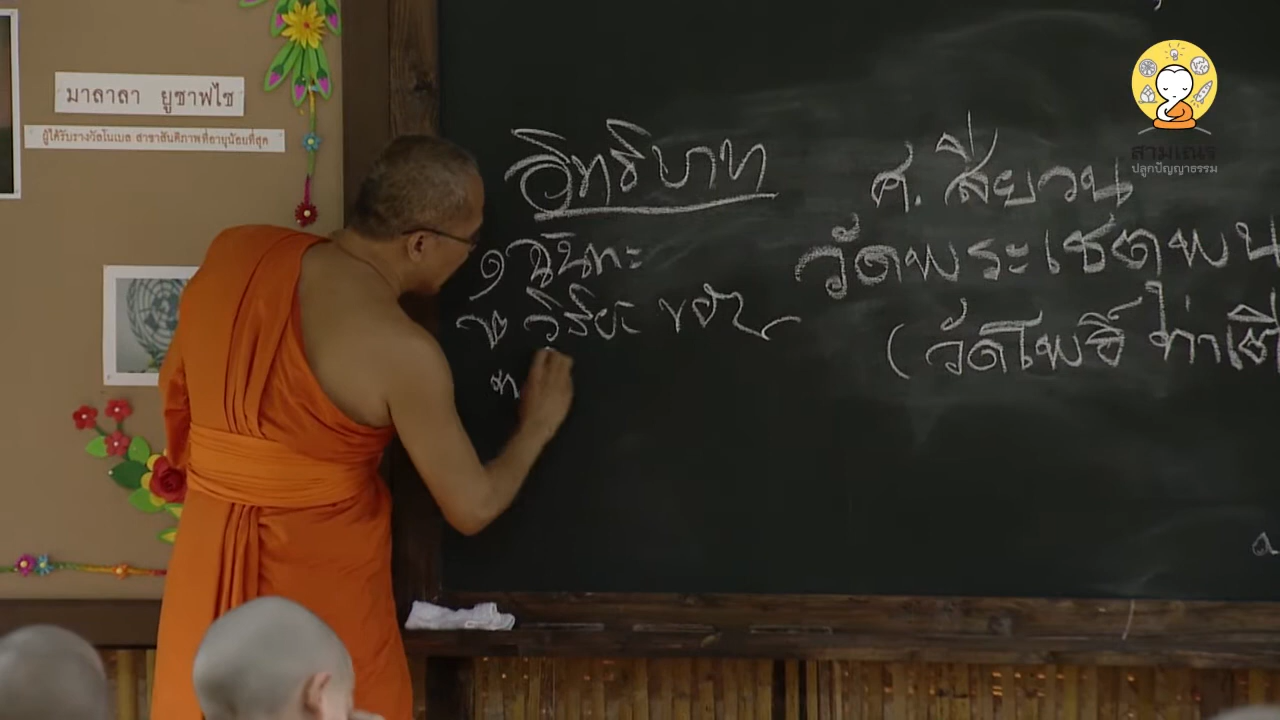 มาลาลา ยูซาฟไซ
ผู้ได้รับรางวัลโนเบล สาขาสันติภาพที่อายุน้อยที่สุด
อิทธิบาท
๑ ฉันทะ
๒ วิริยะ ขยัน
ศ. สี่ยวน
วัดพระเชตุพน
(วัดโพธิ์ ท่าเตี
สามเณร
ปลูกปัญญาธรรม